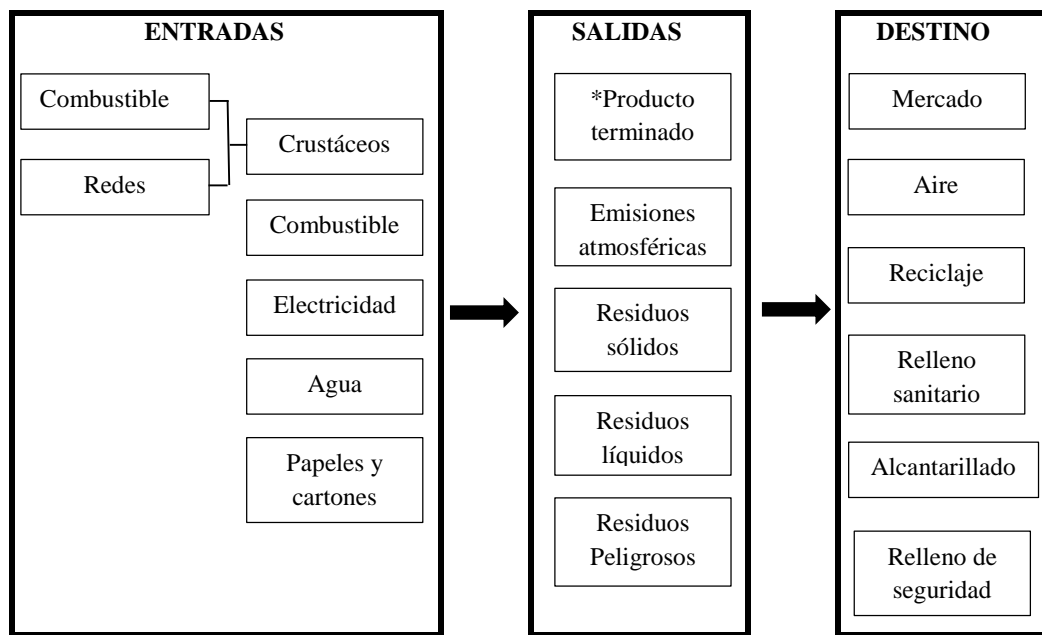 ENTRADAS
Combustible
Redes
Crustáceos
Combustible
Electricidad
Agua
Papeles y
cartones
SALIDAS
*Producto
terminado
Emisiones
atmosféricas
Residuos
sólidos
Residuos
líquidos
Residuos
Peligrosos
DESTINO
Mercado
Aire
Reciclaje
Relleno
sanitario
Alcantarillado
Relleno de
seguridad